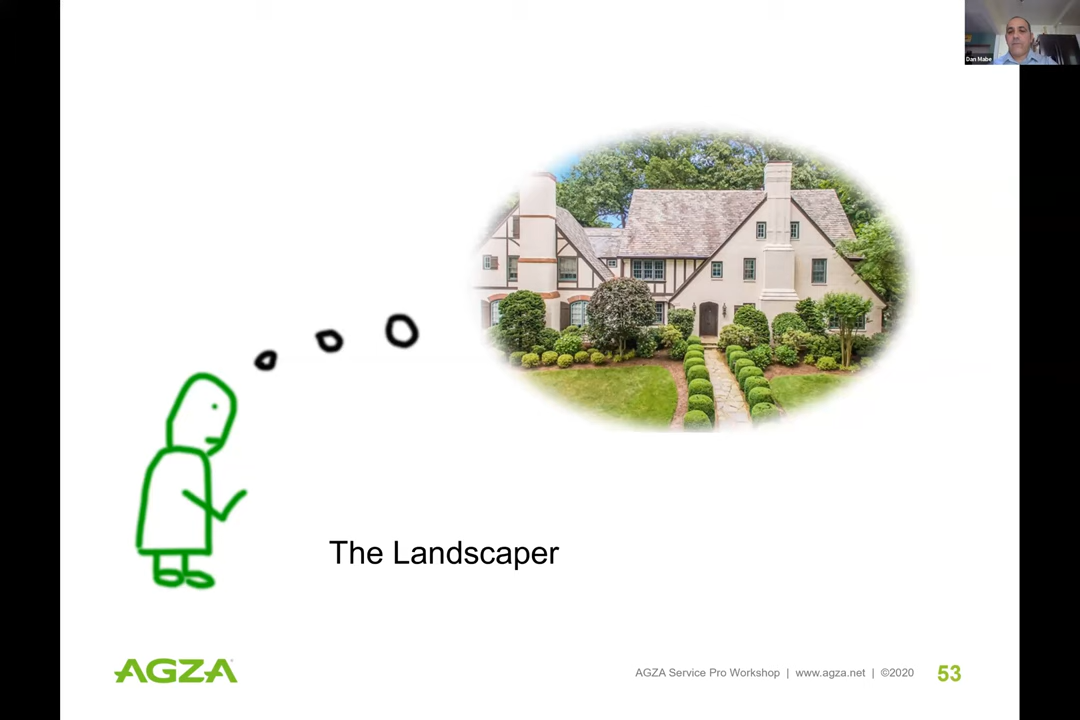 Dan Mabe
The Landscaper
AGZA
AGZA Service Pro Workshop | www.agza.net | ©2020 53